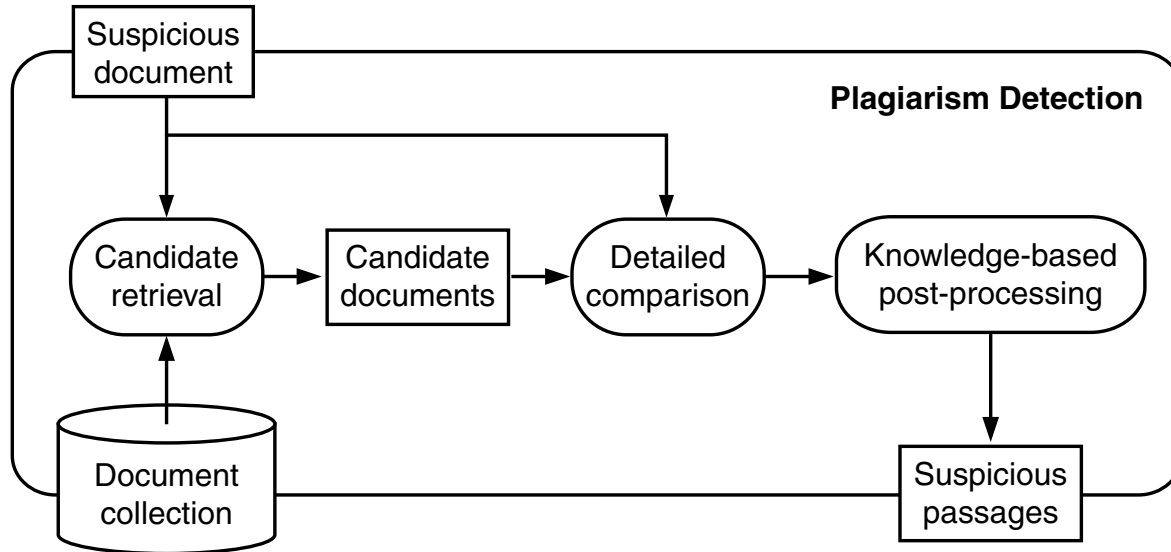 Suspicious
document
Plagiarism Detection
Candidate
retrieval
Candidate
documents
Detailed
comparison
Knowledge-based
post-processing
Document
collection
Suspicious
passages